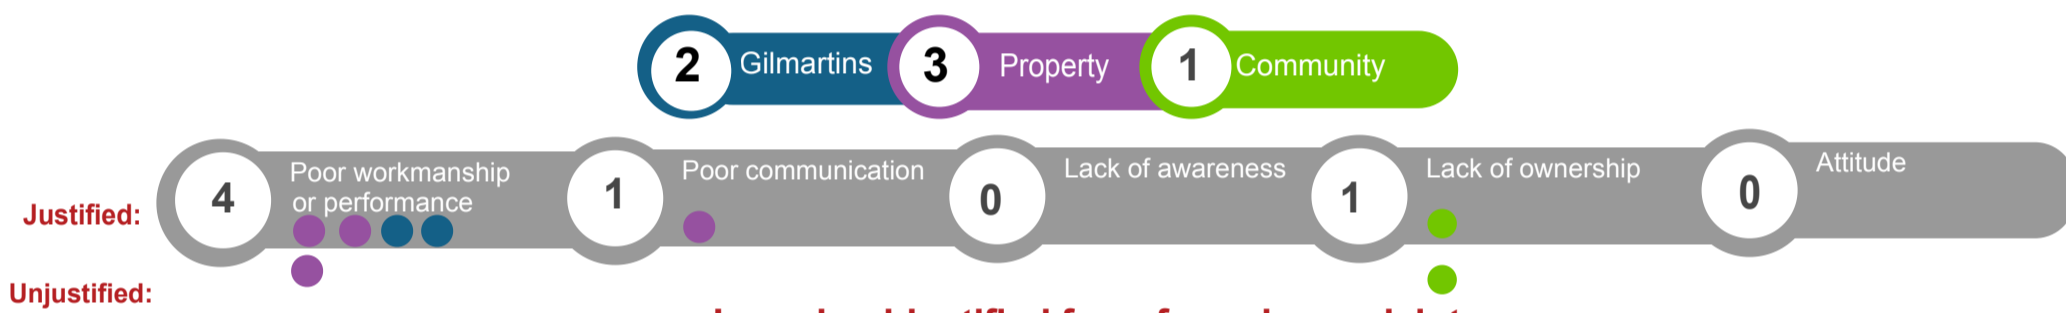 2 Gilmartins 3 Property 1 Community
4 Poor workmanship or performance
1 Poor communication
0 Lack of awareness
1 Lack of ownership
0 Attitude
Justified:
Unjustified: